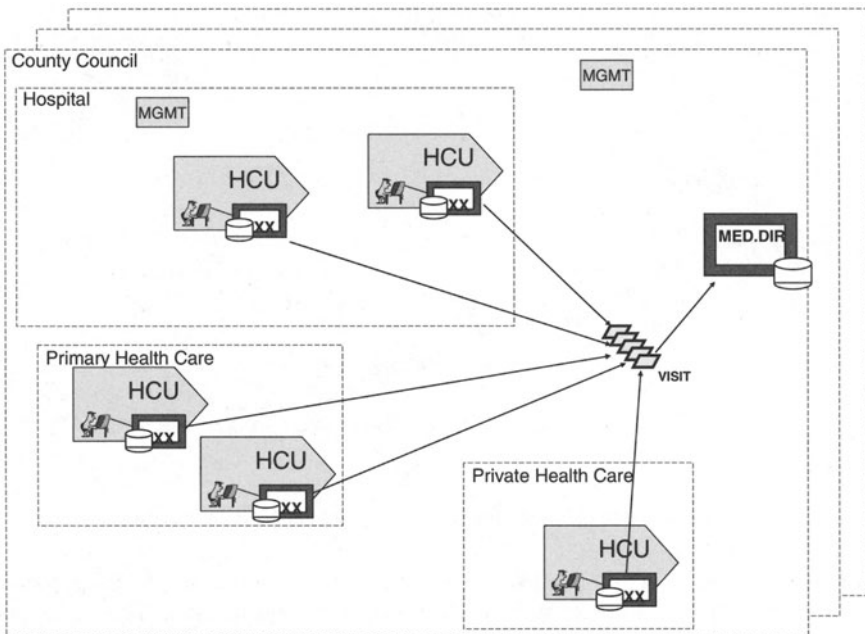 County Council
MGMT
Hospital
MGMT
HCU
XX
HCU
XX
MED.DIR
VISIT
Primary Health Care
HCU
XX
HCU
XX
Private Health Care
HCU
XX